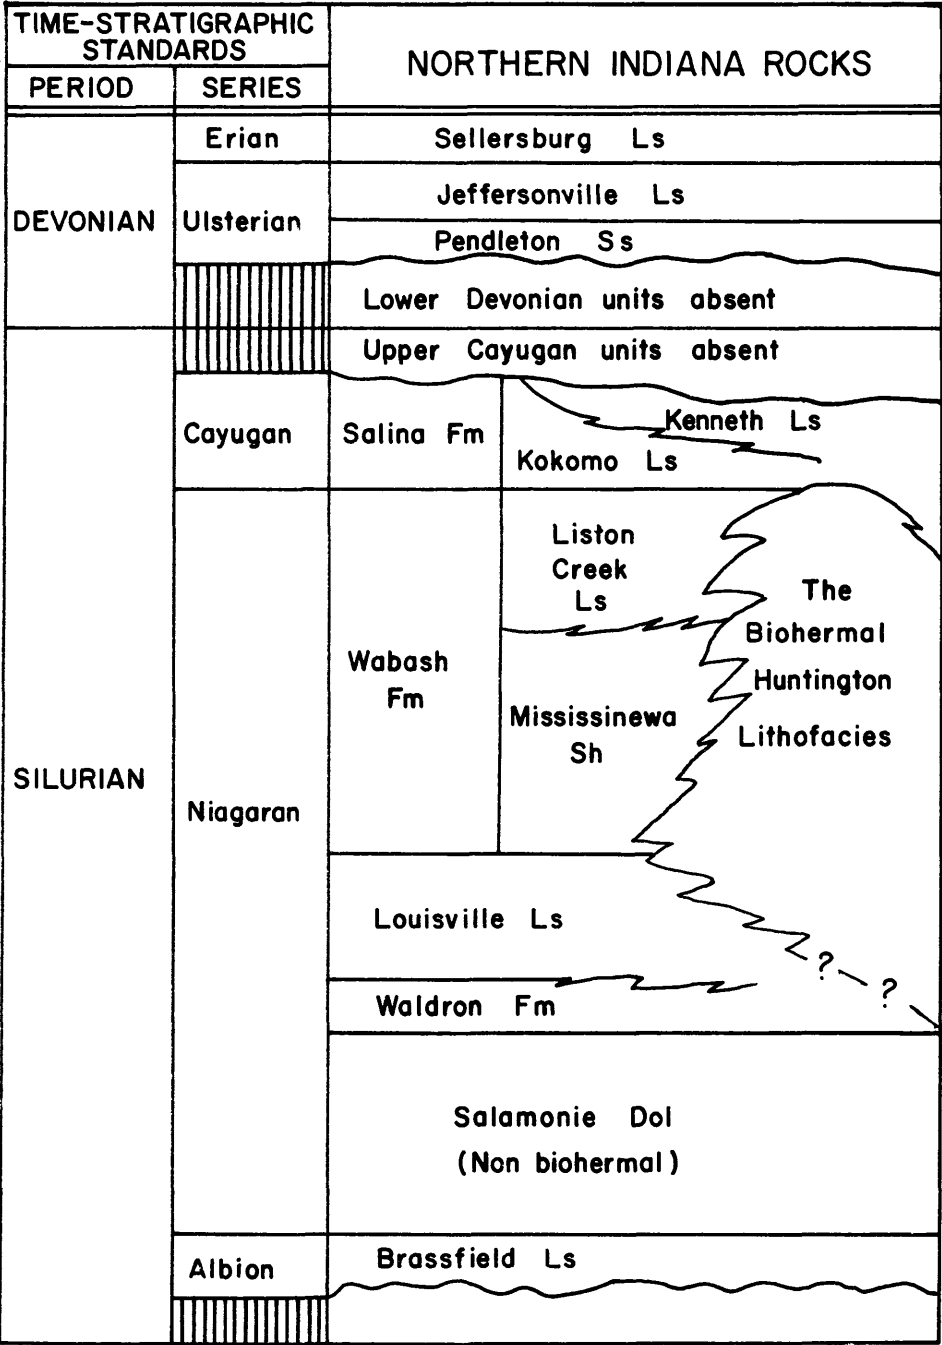 TIME-STRATIGRAPHIC
STANDARDS
NORTHERN INDIANA ROCKS
PERIOD
SERIES
DEVONIAN
Erian
Sellersburg Ls
Ulsterian
Jeffersonville Ls
Pendleton Ss
Lower Devonian units absent
Upper Cayugan units absent
SILURIAN
Cayugan
Salina Fm
Kenneth Ls
Kokomo Ls
Niagaran
Wabash
Fm
Liston
Creek
Ls
Mississinewa
Sh
The
Biohermal
Huntington
Lithofacies
Louisville Ls
?
?
Waldron Fm
Salamonie Dol
(Non biohermal)
Albion
Brassfield Ls